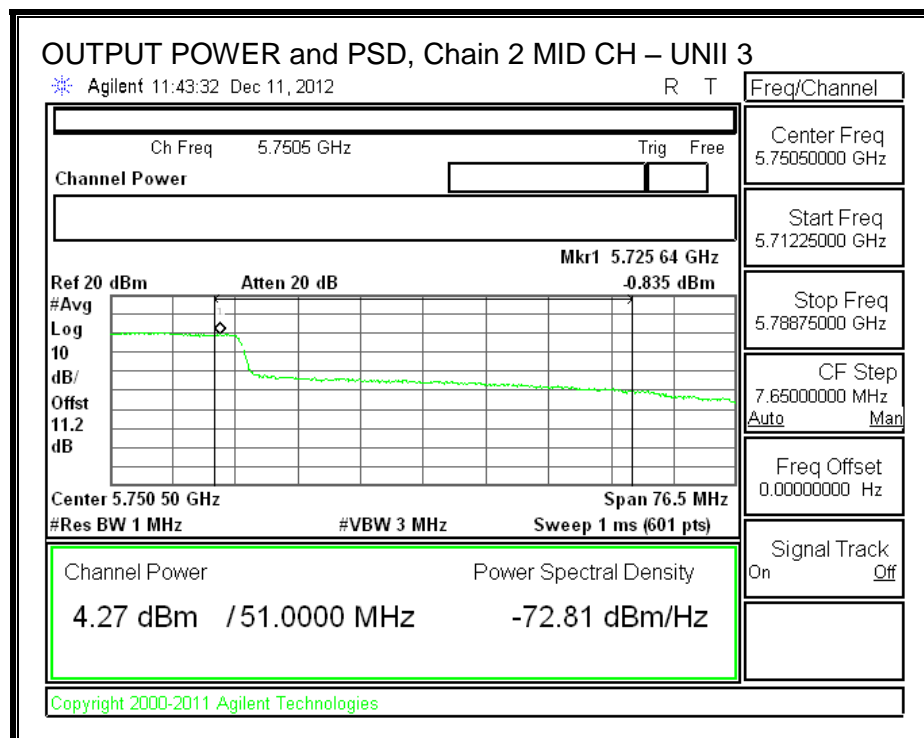 OUTPUT POWER and PSD, Chain 2 MID CH – UNII 3
Agilent 11:43:32 Dec 11, 2012 R T
Freq/Channel
Ch Freq 5.7505 GHz Trig Free
Channel Power
Center Freq
5.75050000 GHz
Start Freq
5.71225000 GHz
Mkr1 5.725 64 GHz
Ref 20 dBm Atten 20 dB -0.835 dBm
#Avg
Log
10
dB/
Offst
11.2
dB
1
Stop Freq
5.78875000 GHz
CF Step
7.65000000 MHz
Auto Man
Freq Offset
0.00000000 Hz
Center 5.750 50 GHz Span 76.5 MHz
#Res BW 1 MHz #VBW 3 MHz Sweep 1 ms (601 pts)
Signal Track
On Off
Channel Power Power Spectral Density
4.27 dBm /51.0000 MHz -72.81 dBm/Hz
Copyright 2000-2011 Agilent Technologies